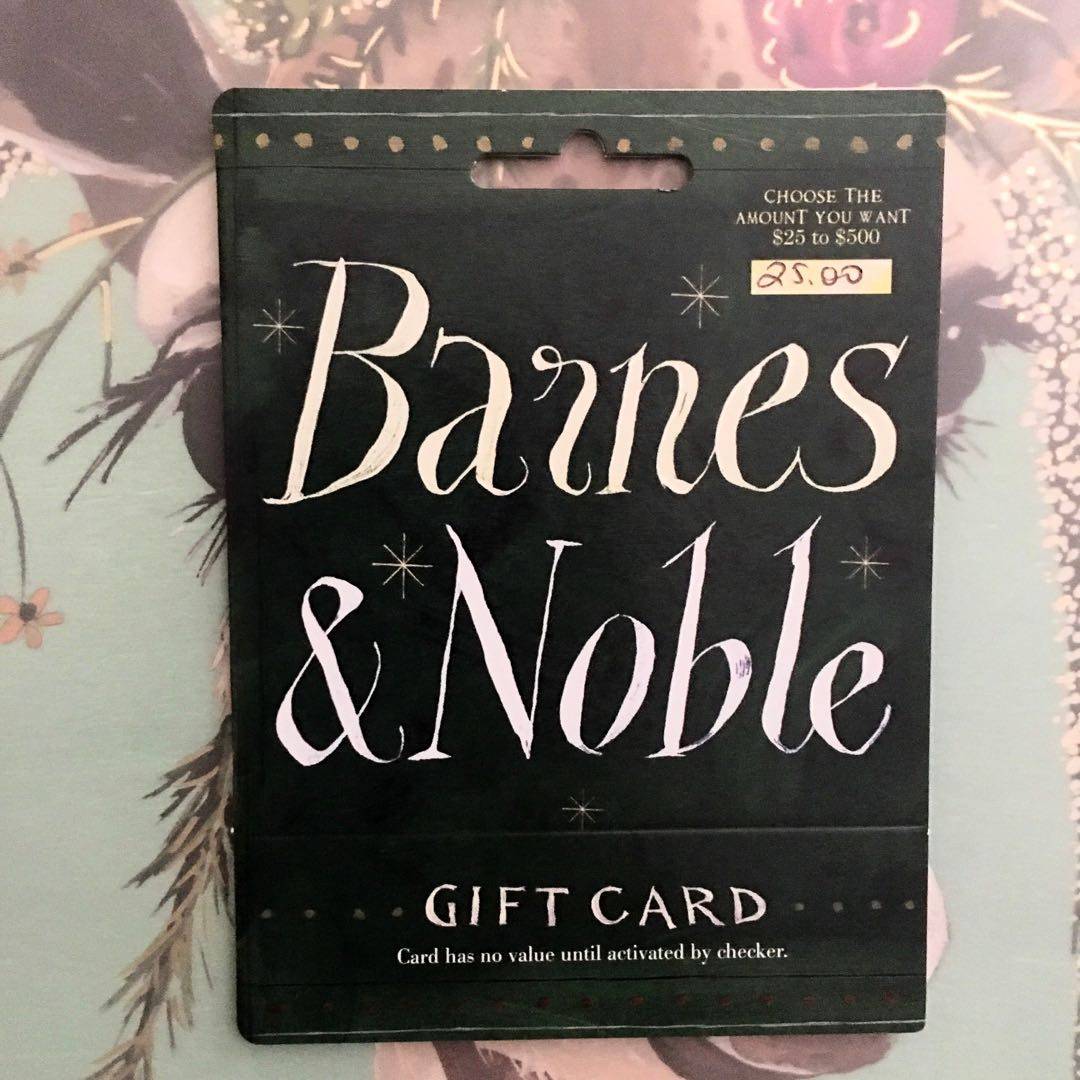 CHOOSE THE
AMOUNT YOU WANT
$25 to $500
25.00
Barnes
& Noble
GIFT CARD
Card has no value until activated by checker.